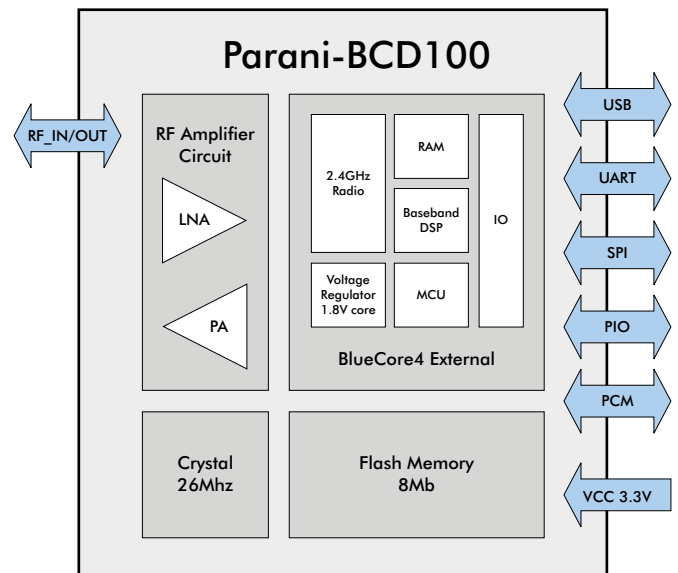 Parani-BCD100
RF_IN/OUT
RF Amplifier
Circuit
LNA
PA
2.4GHz
Radio
RAM
Baseband
DSP
IO
Voltage
Regulator
1.8V core
MCU
BlueCore4 External
Crystal
26Mhz
Flash Memory
8Mb
USB
UART
SPI
PIO
PCM
VCC 3.3V